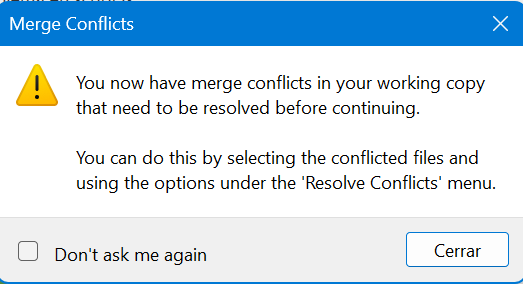 Merge Conflicts
You now have merge conflicts in your working copy
that need to be resolved before continuing.
You can do this by selecting the conflicted files and
using the options under the 'Resolve Conflicts' menu.
Don't ask me again
Cerrar